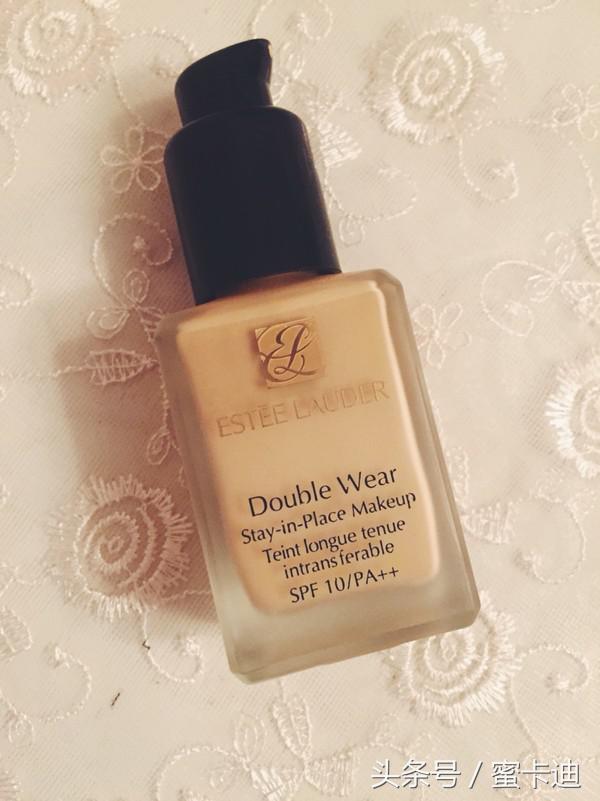 EL
ESTĒE LAUDER
Double Wear
Stay-in-Place Makeup
Teint longue tenue
intransferable
SPF 10/PA++
头条号 / 蜜卡迪